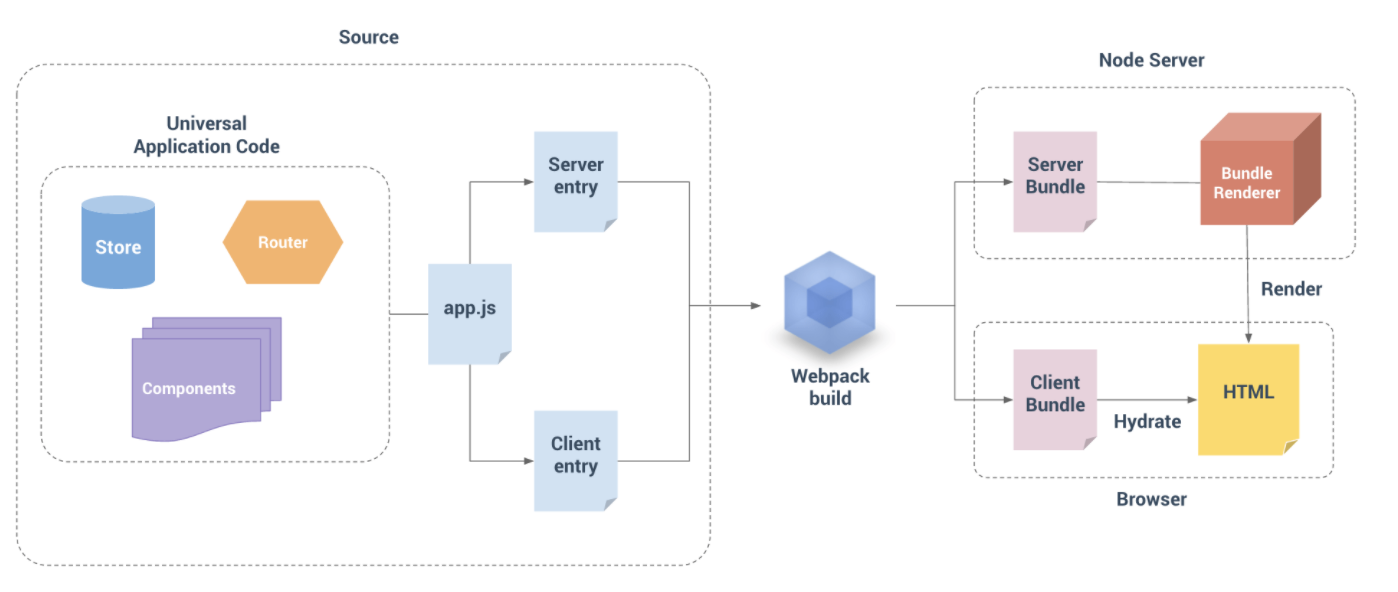 Source
Universal
Application Code
Store
Router
Components
app.js
Server
entry
Client
entry
Webpack
build
Node Server
Server
Bundle
Bundle
Renderer
Render
Client
Bundle
Hydrate
HTML
Browser